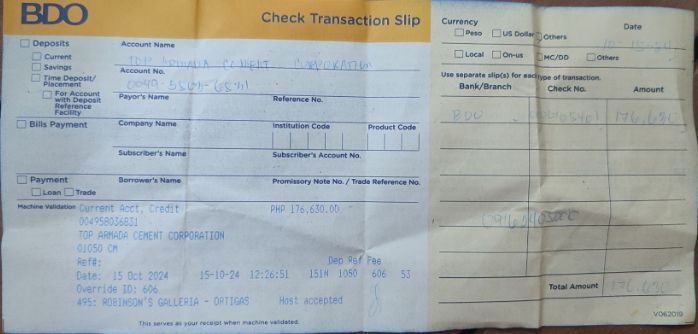 BDO
Check Transaction Slip
Currency
Peso
US Dollar
Others
Date
Local
On-us
MC/DD
Others
Deposits
Current
Savings
Time Deposit/
Placement
For Account
with Deposit
Reference
Facility
Account Name
TOP ARMADA CEMENT CORPORATION
Account No.
Payor's Name
Reference No.
Use separate slip(s) for each type of transaction.
Bank/Branch
Check No.
Amount
BDO
176,630
Bills Payment
Company Name
Institution Code
Product Code
Subscriber's Name
Subscriber's Account No.
Payment
Loan
Trade
Borrower's Name
Promissory Note No. / Trade Reference No.
Machine Validation
Current Acct, Credit
PHP 176,630.00
004958036831
TOP ARMADA CEMENT CORPORATION
01050 CM
Ref#:
Dep Ref Fee
Date: 15 Oct 2024
15-10-24 12:26:51
151N 1050 606 53
Override ID: 606
495: ROBINSON'S GALLERIA - ORTIGAS
Host accepted
Total Amount
176,630
This serves as your receipt when machine validated.
V062019